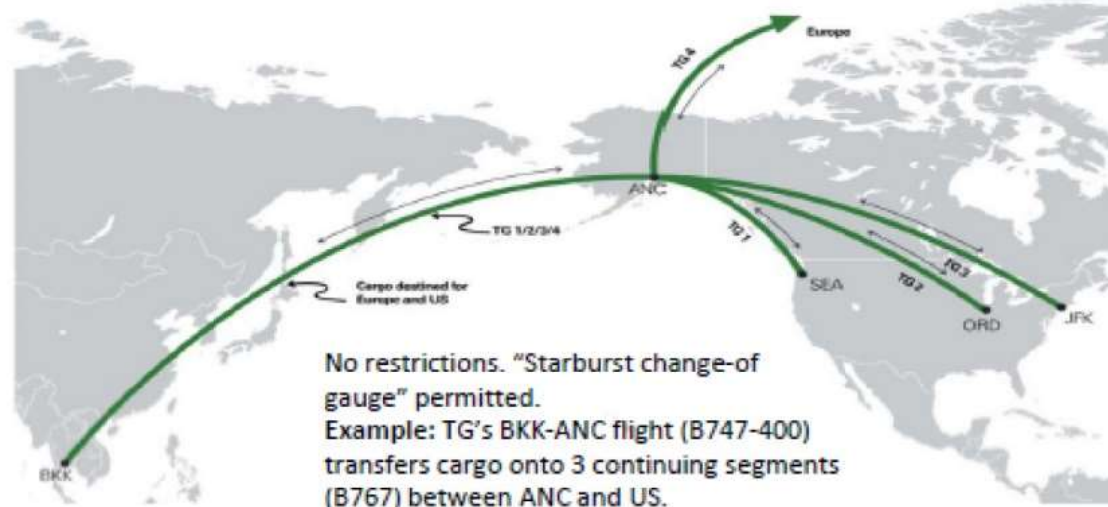 Europe
TG 4
ANC
TG 1/2/3/4
TG 1
Cargo destined for
Europe and US
SEA
TG 2
TG 3
ORD
JFK
BKK
No restrictions. “Starburst change-of
gauge” permitted.
Example: TG’s BKK-ANC flight (B747-400)
transfers cargo onto 3 continuing segments
(B767) between ANC and US.